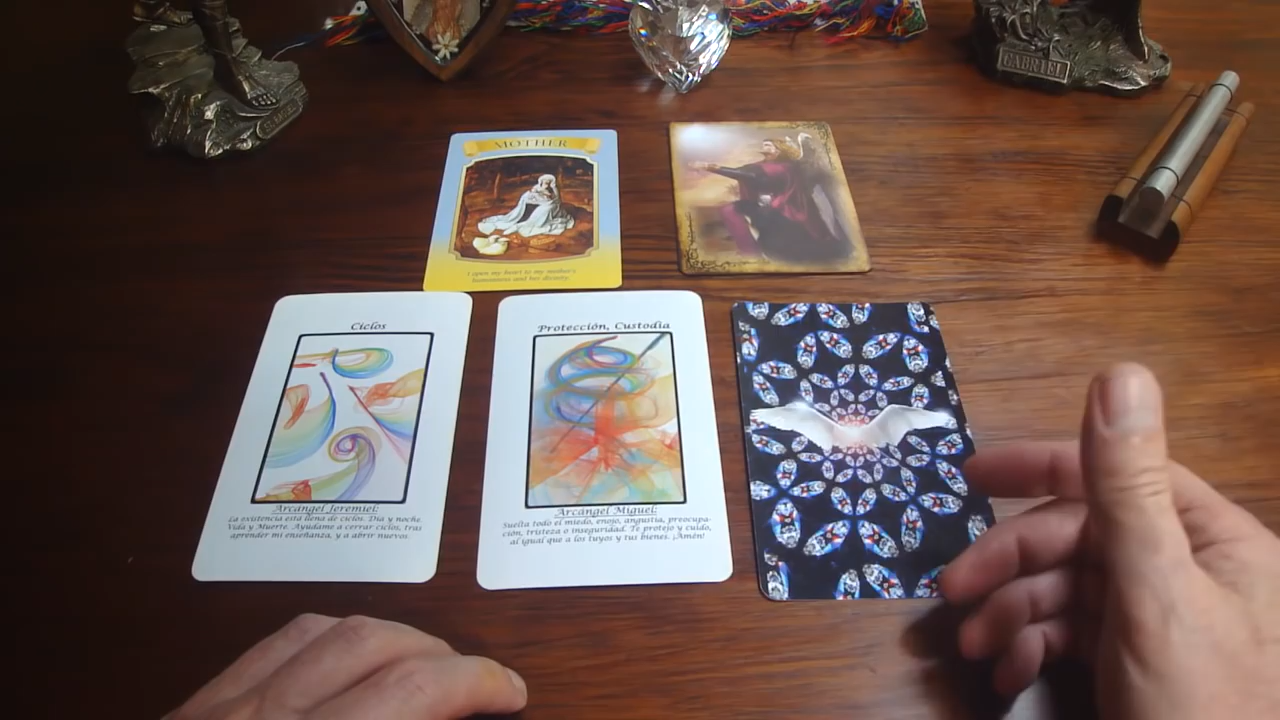 GABRIEL
MOTHER
I open my heart to my mother's
humanness and her divinity.
Ciclos
Arcángel Jeremiel:
La existencia está llena de ciclos. Día y noche,
Vida y Muerte. Ayúdame a cerrar ciclos, tras
aprender mi enseñanza, y a abrir nuevos.
Protección, Custodia
Arcángel Miguel:
Suelta todo el miedo, enojo, angustia, preocupa-
ción, tristeza o inseguridad. Te protejo y cuido,
al igual que a los tuyos y tus bienes. ¡Amén!